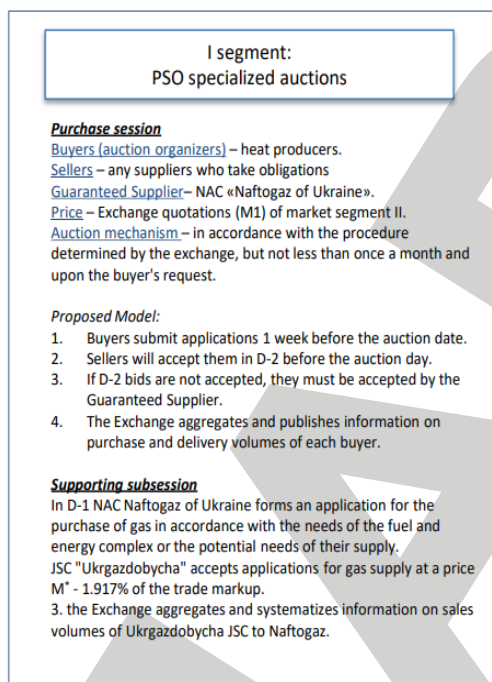 I segment:
PSO specialized auctions
Purchase session
Buyers (auction organizers) – heat producers.
Sellers – any suppliers who take obligations
Guaranteed Supplier– NAC «Naftogaz of Ukraine».
Price – Exchange quotations (M1) of market segment II.
Auction mechanism – in accordance with the procedure
determined by the exchange, but not less than once a month and
upon the buyer's request.
Proposed Model:
1. Buyers submit applications 1 week before the auction date.
2. Sellers will accept them in D-2 before the auction day.
3. If D-2 bids are not accepted, they must be accepted by the
Guaranteed Supplier.
4. The Exchange aggregates and publishes information on
purchase and delivery volumes of each buyer.
Supporting subsession
In D-1 NAC Naftogaz of Ukraine forms an application for the
purchase of gas in accordance with the needs of the fuel and
energy complex or the potential needs of their supply.
JSC "Ukrgazdobycha" accepts applications for gas supply at a price
M* - 1.917% of the trade markup.
3. the Exchange aggregates and systematizes information on sales
volumes of Ukrgazdobycha JSC to Naftogaz.